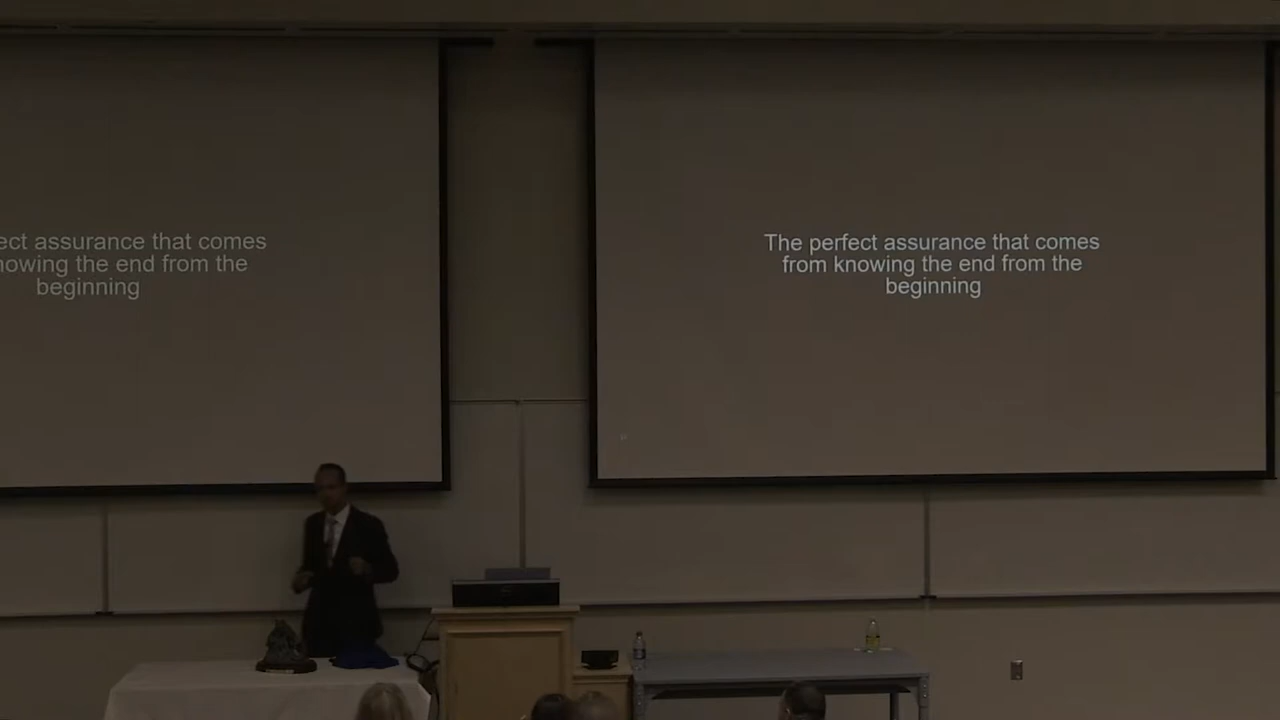 ect assurance that comes
nowing the end from the
beginning
The perfect assurance that comes
from knowing the end from the
beginning